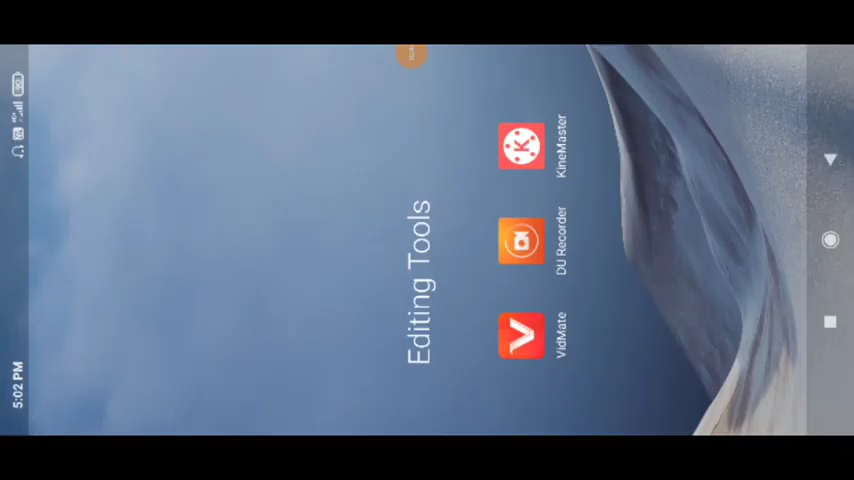 5:02 PM
Editing Tools
VidMate
DU Recorder
KineMaster